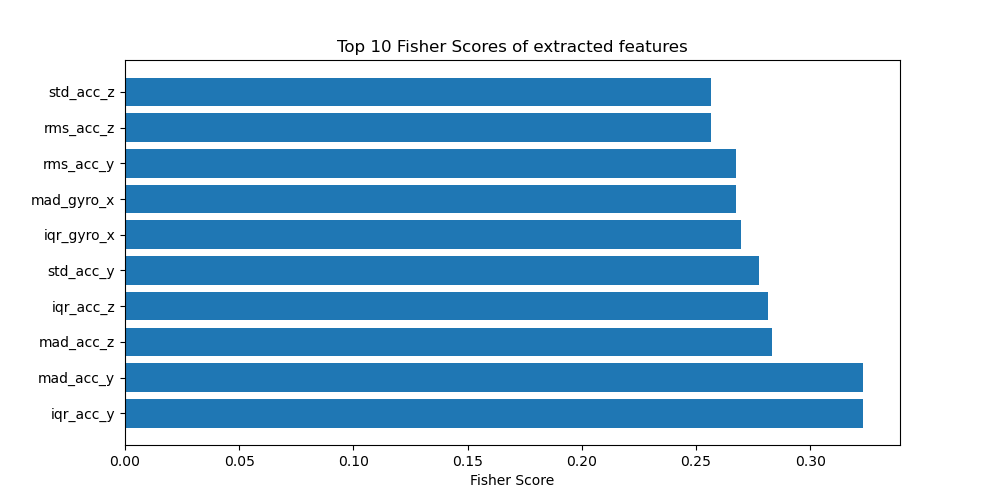 Top 10 Fisher Scores of extracted features
std_acc_z
rms_acc_z
rms_acc_y
mad_gyro_x
iqr_gyro_x
std_acc_y
iqr_acc_z
mad_acc_z
mad_acc_y
iqr_acc_y
0.00 0.05 0.10 0.15 0.20 0.25 0.30
Fisher Score